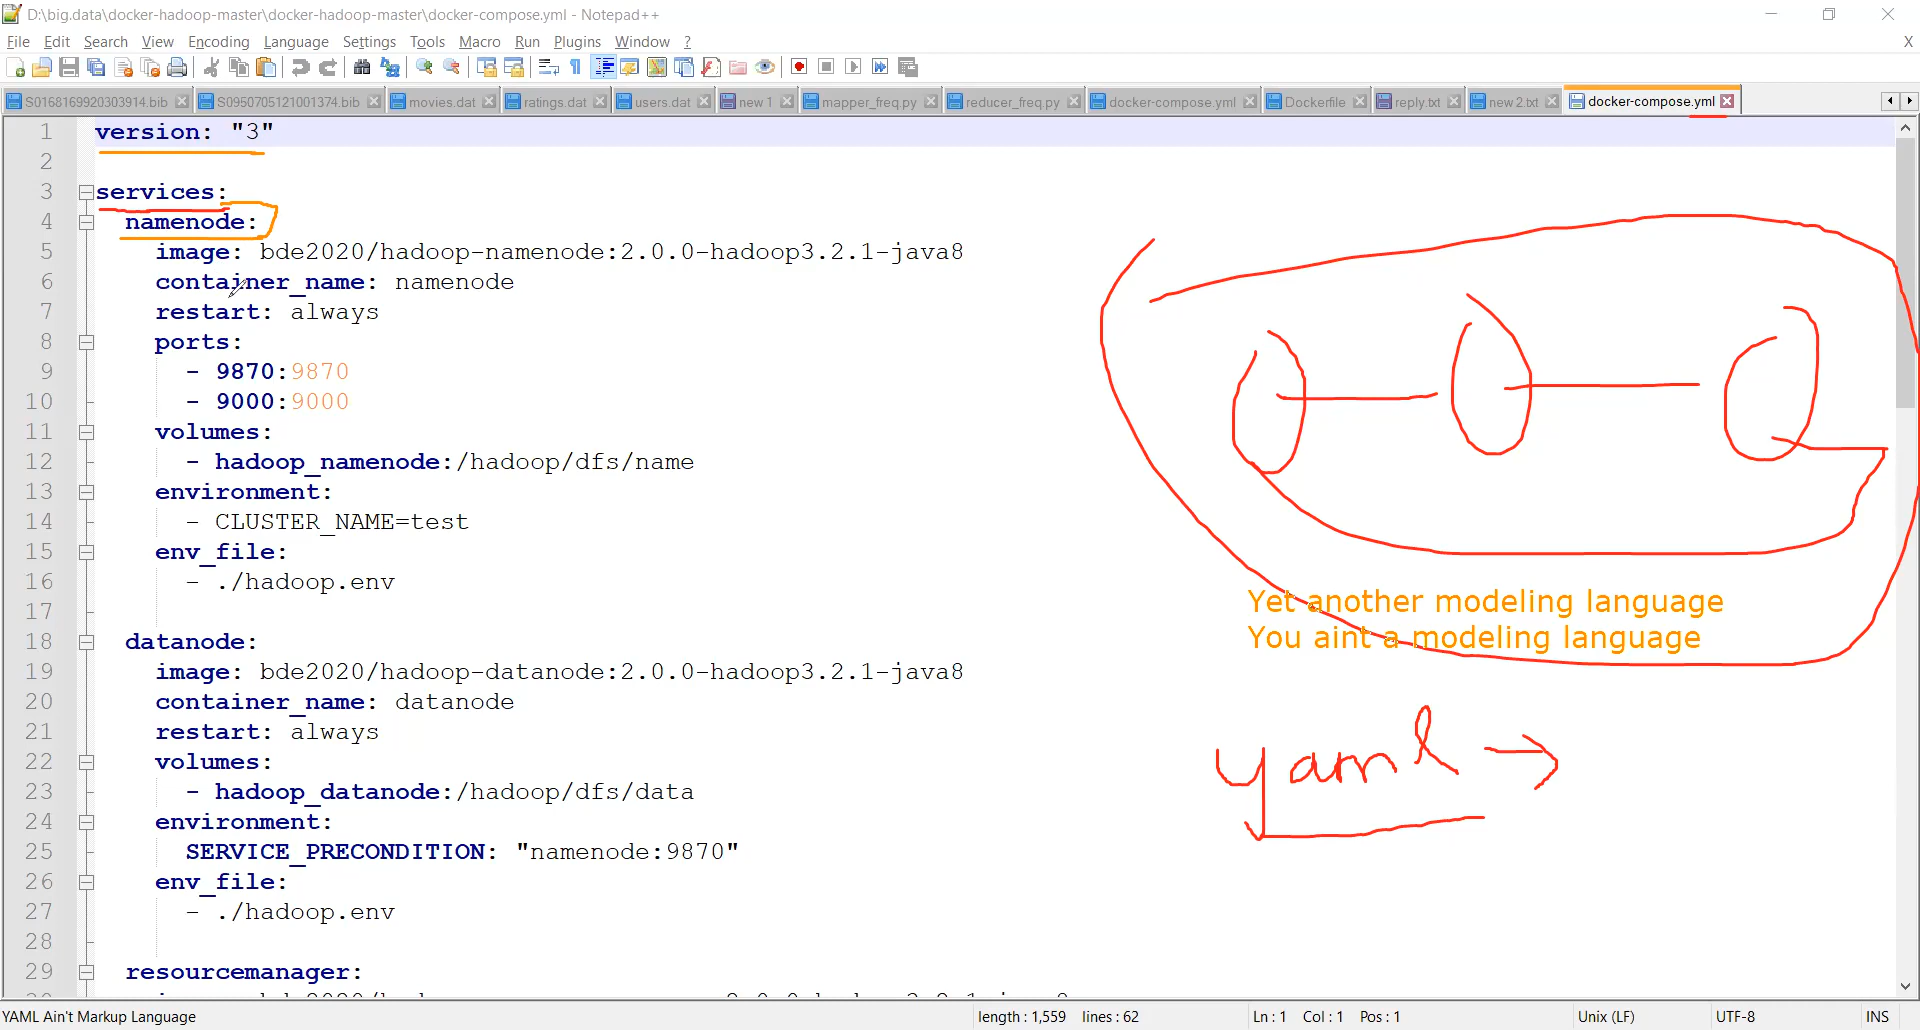 D:\big.data\docker-hadoop-master\docker-hadoop-master\docker-compose.yml - Notepad++
File Edit Search View Encoding Language Settings Tools Macro Run Plugins Window ? X
S0168169920303914.bib S0950705121001374.bib movies.dat ratings.dat users.dat new 1 mapper_freq.py reducer_freq.py docker-compose.yml Dockerfile reply.txt new 2.txt docker-compose.yml
1 version: "3"
2
3 services:
4 namenode:
5 image: bde2020/hadoop-namenode:2.0.0-hadoop3.2.1-java8
6 container_name: namenode
7 restart: always
8 ports:
9 - 9870:9870
10 - 9000:9000
11 volumes:
12 - hadoop_namenode:/hadoop/dfs/name
13 environment:
14 - CLUSTER_NAME=test
15 env_file:
16 - ./hadoop.env
17
18 datanode:
19 image: bde2020/hadoop-datanode:2.0.0-hadoop3.2.1-java8
20 container_name: datanode
21 restart: always
22 volumes:
23 - hadoop_datanode:/hadoop/dfs/data
24 environment:
25 SERVICE_PRECONDITION: "namenode:9870"
26 env_file:
27 - ./hadoop.env
28
29 resourcemanager:
Yet another modeling language
You aint a modeling language
yaml →
YAML Ain't Markup Language length : 1,559 lines : 62 Ln : 1 Col : 1 Pos : 1 Unix (LF) UTF-8 INS